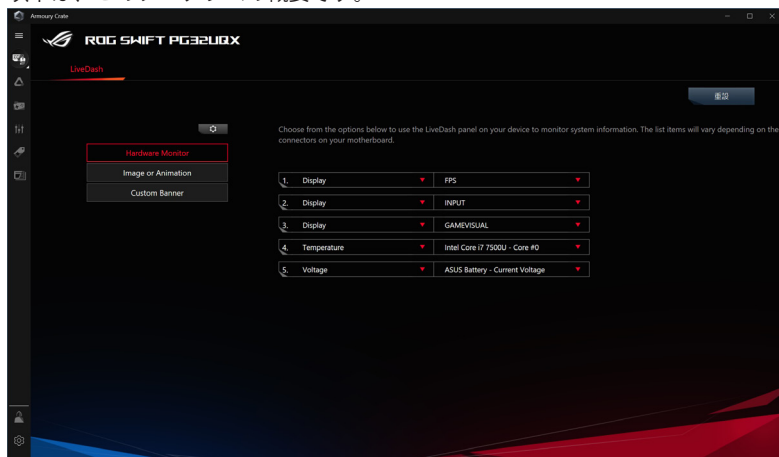 Armoury Crate
ROG SWIFT PG32UQX
LiveDash
重設
Choose from the options below to use the LiveDash panel on your device to monitor system information. The list items will vary depending on the
connectors on your motherboard.
Hardware Monitor
Image or Animation
Custom Banner
1. Display FPS
2. Display INPUT
3. Display GAMEVISUAL
4. Temperature Intel Core i7 7500U - Core #0
5. Voltage ASUS Battery - Current Voltage